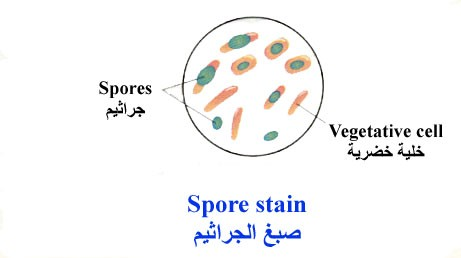 Spores
جراثيم
Vegetative cell
خلية خضرية
Spore stain
صبغ الجراثيم